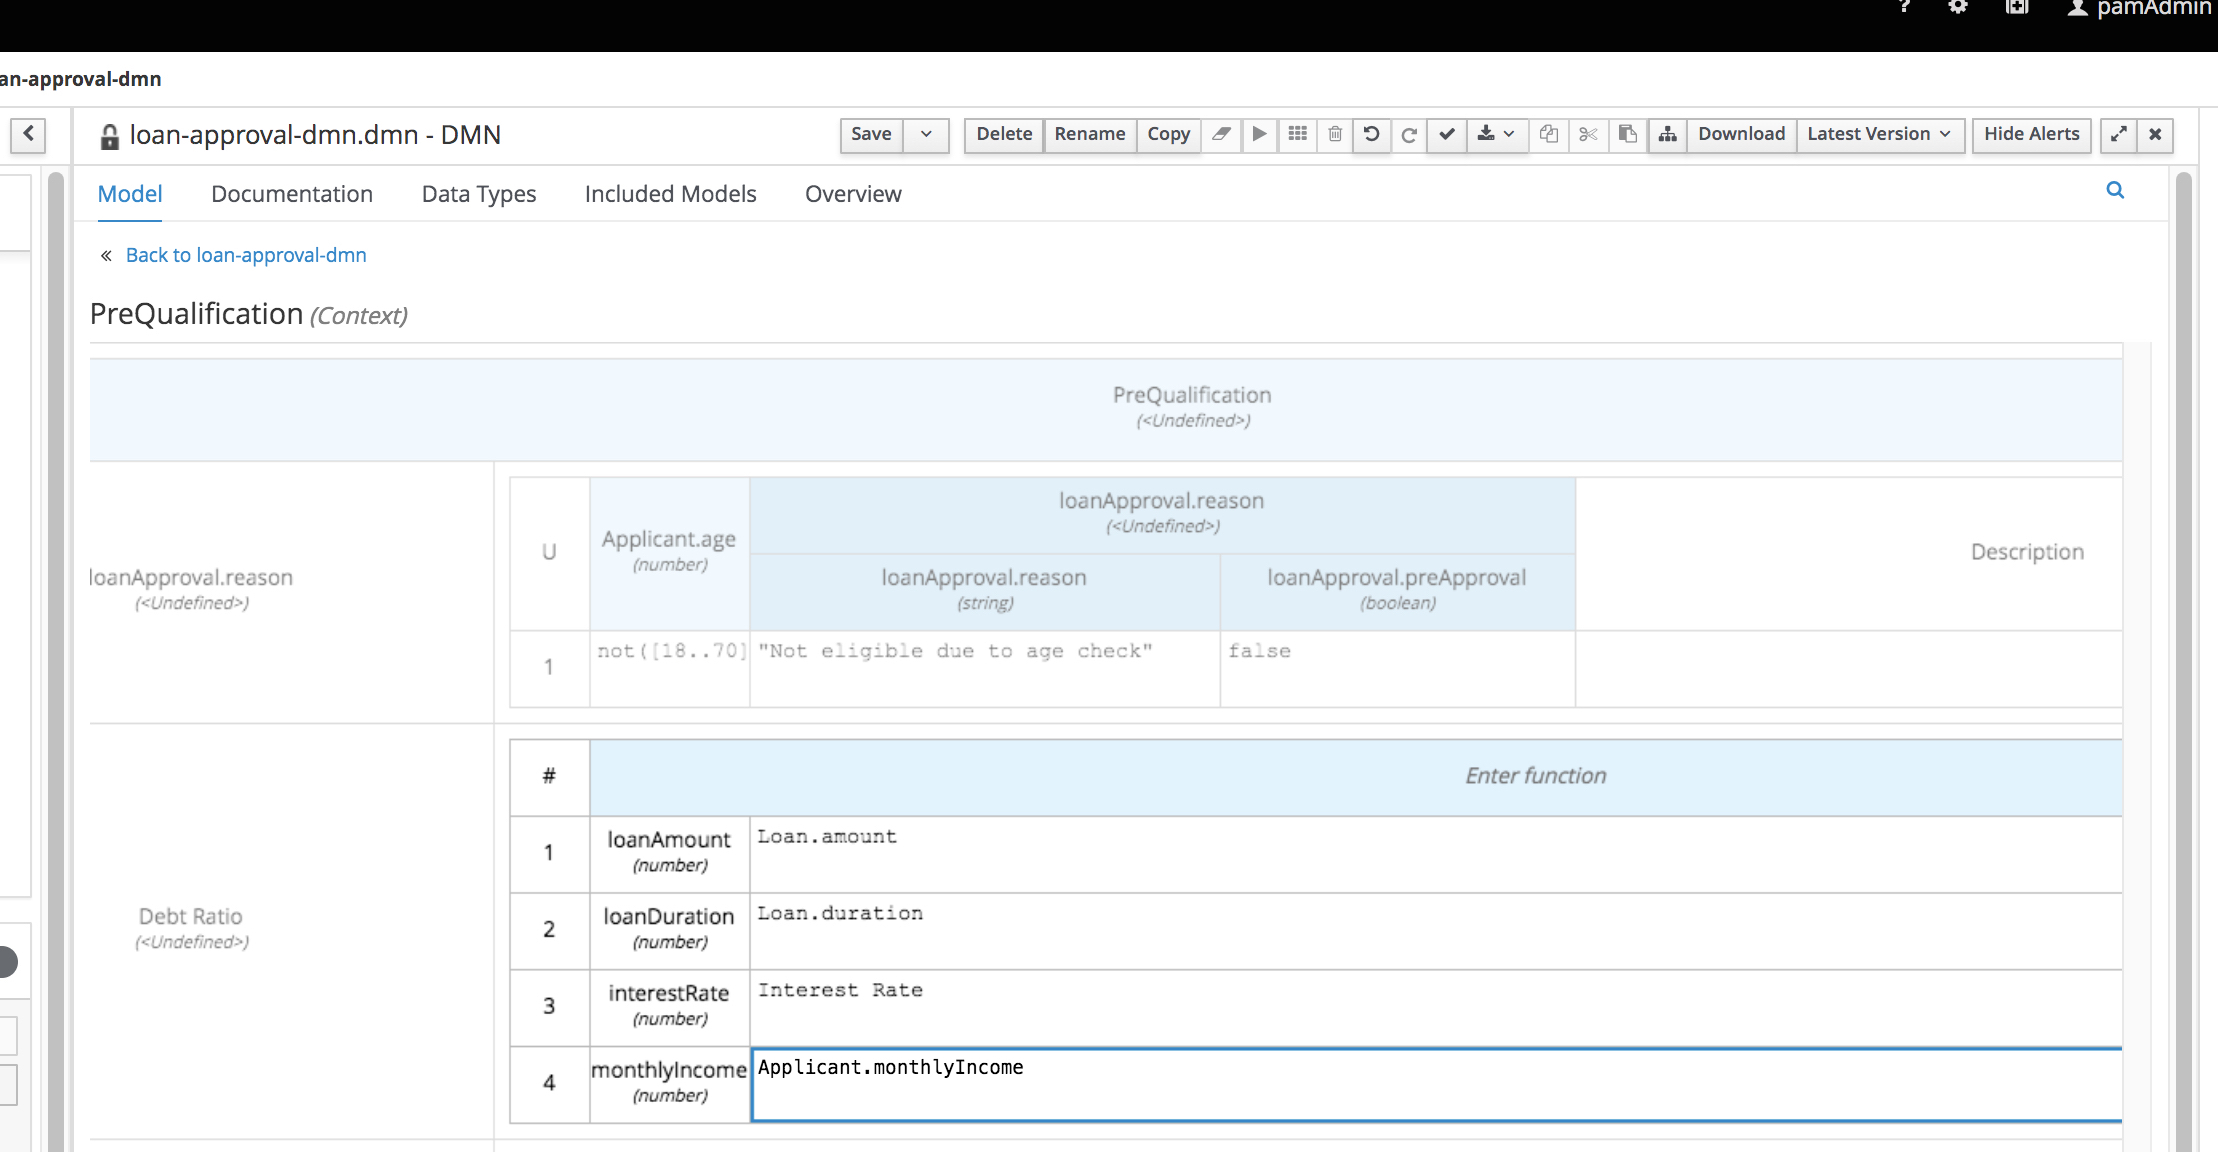 ? pamAdmin
an-approval-dmn
loan-approval-dmn.dmn - DMN Save Delete Rename Copy Download Latest Version Hide Alerts
Model Documentation Data Types Included Models Overview
« Back to loan-approval-dmn
PreQualification (Context)
PreQualification
(<Undefined>)
loanApproval.reason
(<Undefined>)
U
Applicant.age
(number)
loanApproval.reason
(<Undefined>)
loanApproval.reason
(string)
loanApproval.preApproval
(boolean)
Description
1 not([18..70] "Not eligible due to age check" false
Debt Ratio
(<Undefined>)
# Enter function
1 loanAmount (number) Loan.amount
2 loanDuration (number) Loan.duration
3 interestRate (number) Interest Rate
4 monthlyIncome (number) Applicant.monthlyIncome